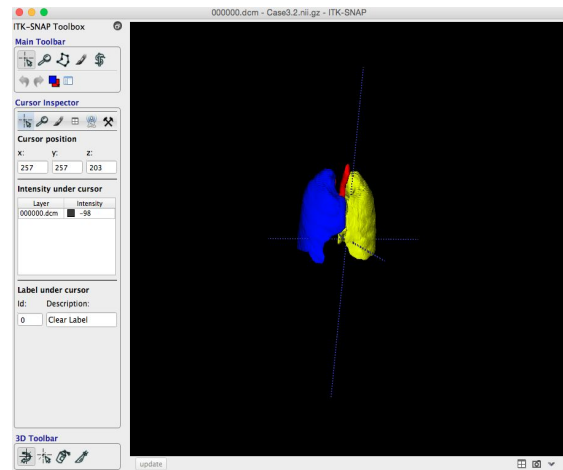 000000.dcm - Case3.2.nii.gz - ITK-SNAP
ITK-SNAP Toolbox
Main Toolbar
Cursor Inspector
Cursor position
x: y: z:
257 257 203
Intensity under cursor
Layer Intensity
000000.dcm -98
Label under cursor
Id: Description:
0 Clear Label
3D Toolbar
update